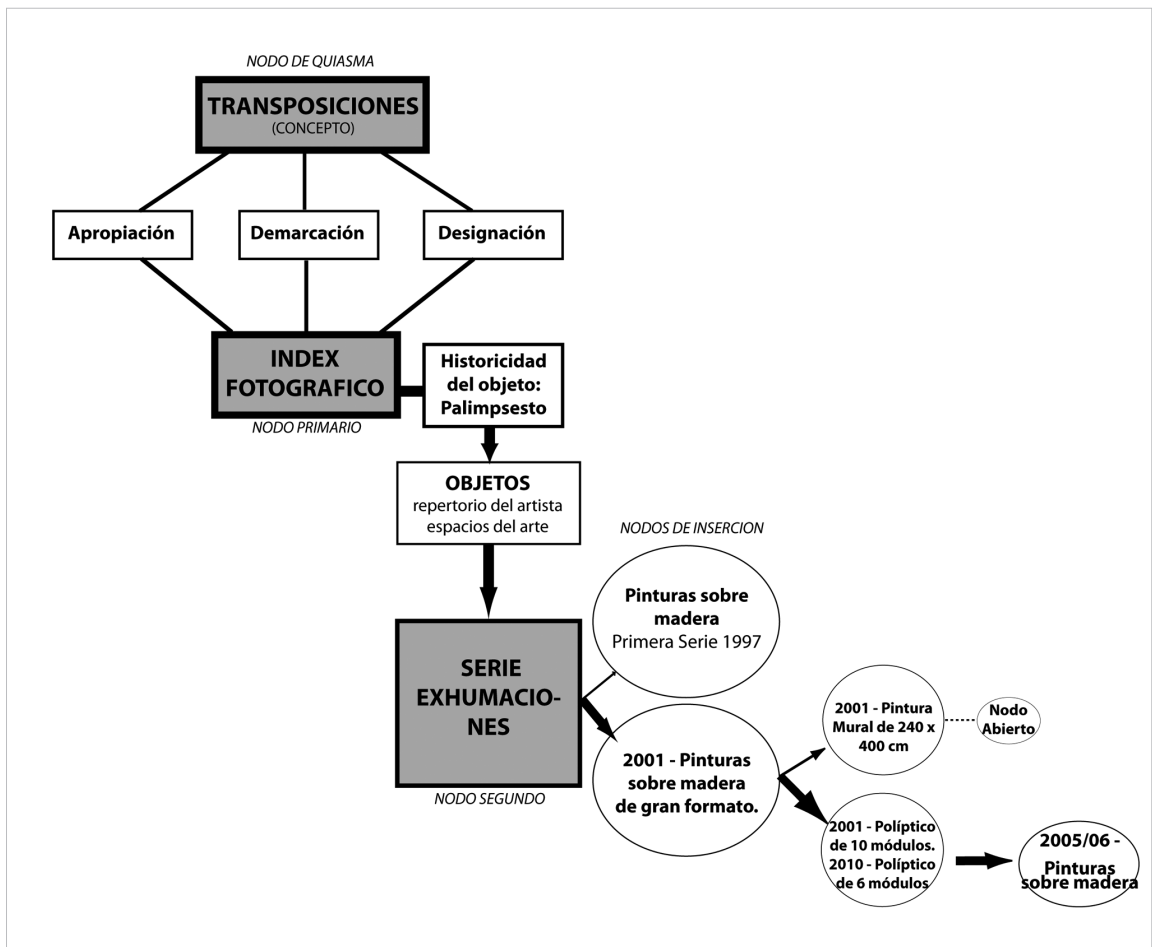 NODO DE QUIASMA
TRANSPOSICIONES
(CONCEPTO)
Apropiación
Demarcación
Designación
INDEX
FOTOGRAFICO
NODO PRIMARIO
Historicidad
del objeto:
Palimpsesto
OBJETOS
repertorio del artista
espacios del arte
NODOS DE INSERCION
Pinturas sobre
madera
Primera Serie 1997
SERIE
EXHUMACIO-
NES
NODO SEGUNDO
2001 - Pinturas
sobre madera
de gran formato.
2001 - Pintura
Mural de 240 x
400 cm
Nodo
Abierto
2001 - Políptico
de 10 módulos.
2010 - Políptico
de 6 módulos
2005/06 -
Pinturas
sobre madera